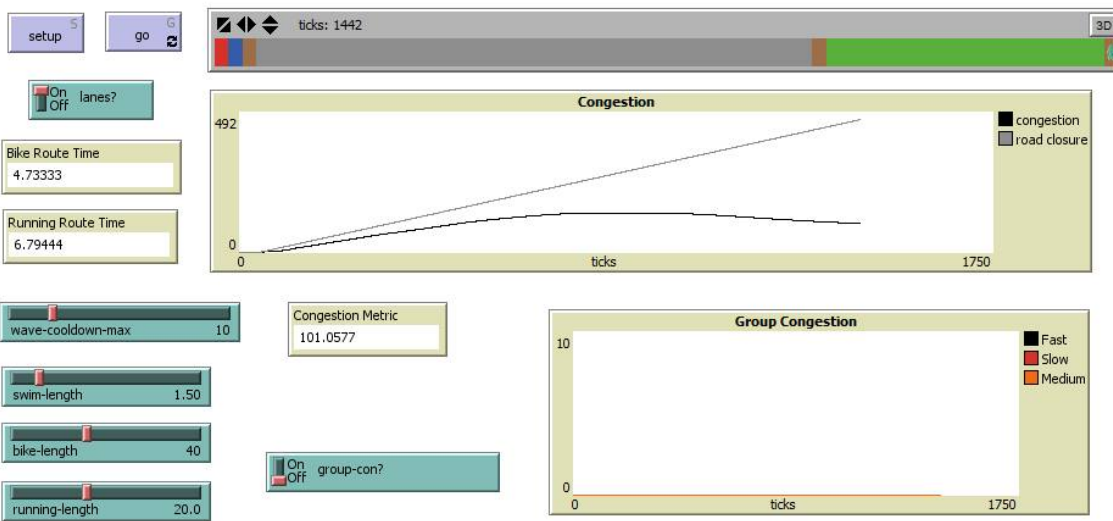 setup
S
go
G
ticks: 1442
3D
On
Off
lanes?
Bike Route Time
4.73333
Running Route Time
6.79444
Congestion
492
0
0
ticks
1750
congestion
road closure
wave-cooldown-max
10
swim-length
1.50
bike-length
40
running-length
20.0
Congestion Metric
101.0577
On
Off
group-con?
Group Congestion
10
0
0
ticks
1750
Fast
Slow
Medium